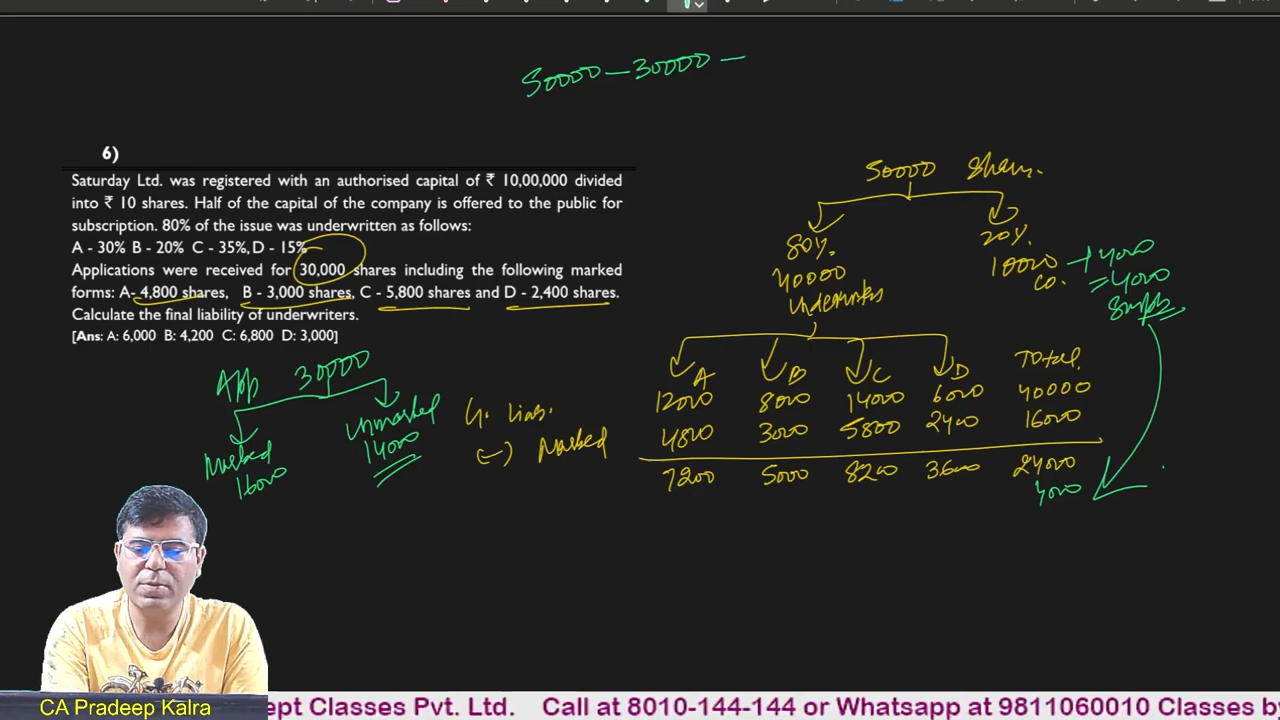 50000 — 30000 —
6)
Saturday Ltd. was registered with an authorised capital of ₹ 10,00,000 divided
into ₹ 10 shares. Half of the capital of the company is offered to the public for
subscription. 80% of the issue was underwritten as follows:
A - 30% B - 20% C - 35%, D - 15%
Applications were received for 30,000 shares including the following marked
forms: A- 4,800 shares, B - 3,000 shares, C - 5,800 shares and D - 2,400 shares.
Calculate the final liability of underwriters.
[Ans: A: 6,000 B: 4,200 C: 6,800 D: 3,000]
App 30000
Marked 16000
Unmarked 14000
50000 Shares.
80%. 40000
20%. 10000 Co.
14000
= 4000
A B C D Total
G. Liab. 12000 8000 14000 6000 40000
(-) Marked 4800 3000 5800 2400 16000
7200 5000 8200 3600 24000
4000
CA Pradeep Kalra
ept Classes Pvt. Ltd. Call at 8010-144-144 or Whatsapp at 9811060010 Classes by